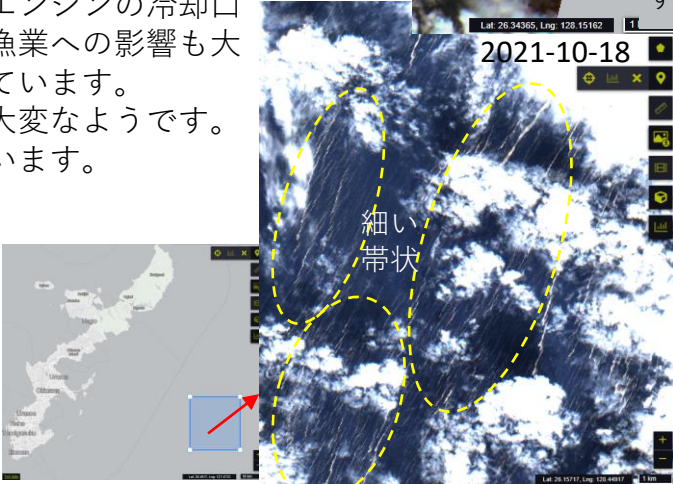 エンジンの冷却口
漁業への影響も大
ています。
大変なようです。
います。
9
Lat: 26.34365, Lng: 128.15162
2021-10-18
細い
帯状
Nago
Lat: 26.15717, Lng: 128.44917
1 km